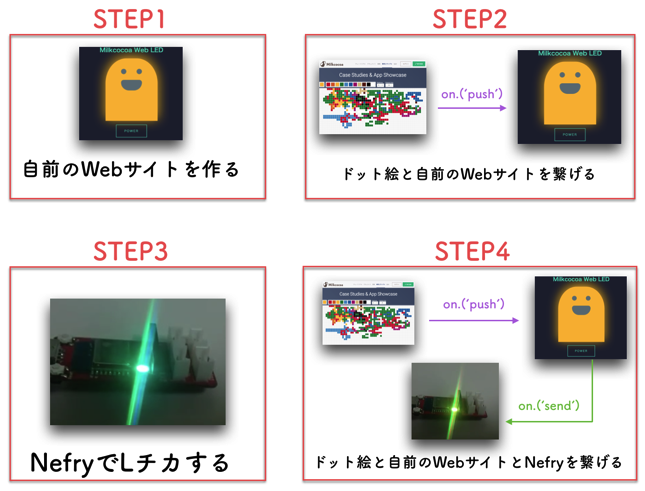 STEP1
Milkcocoa Web LED
POWER
自前のWebサイトを作る
STEP2
Milkcocoa
Case Studies & App Showcase
on.('push')
POWER
ドット絵と自前のWebサイトを繋げる
STEP3
NefryでLチカする
STEP4
Milkcocoa
Case Studies & App Showcase
on.('push')
Milkcocoa Web LED
POWER
on.('send')
ドット絵と自前のWebサイトとNefryを繋げる